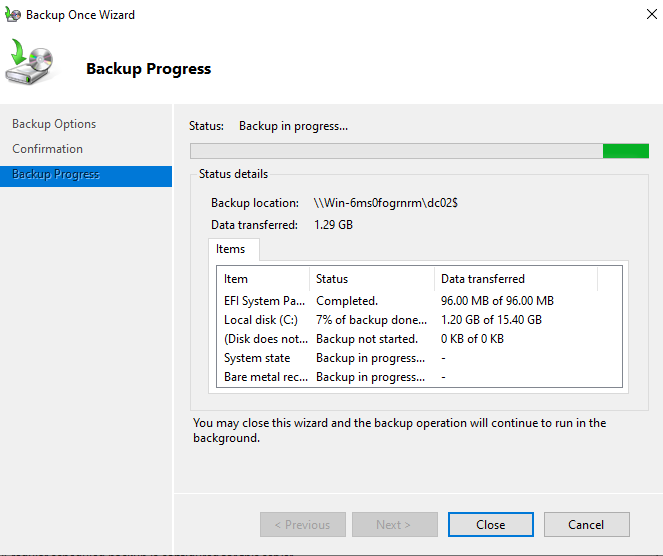 Backup Once Wizard
Backup Progress
Backup Options
Confirmation
Backup Progress
Status: Backup in progress...
Status details
Backup location: \\Win-6ms0fogrnrm\dc02$
Data transferred: 1.29 GB
Items
Item Status Data transferred
EFI System Pa... Completed. 96.00 MB of 96.00 MB
Local disk (C:) 7% of backup done... 1.20 GB of 15.40 GB
(Disk does not... Backup not started. 0 KB of 0 KB
System state Backup in progress... -
Bare metal rec... Backup in progress... -
You may close this wizard and the backup operation will continue to run in the
background.
< Previous Next > Close Cancel